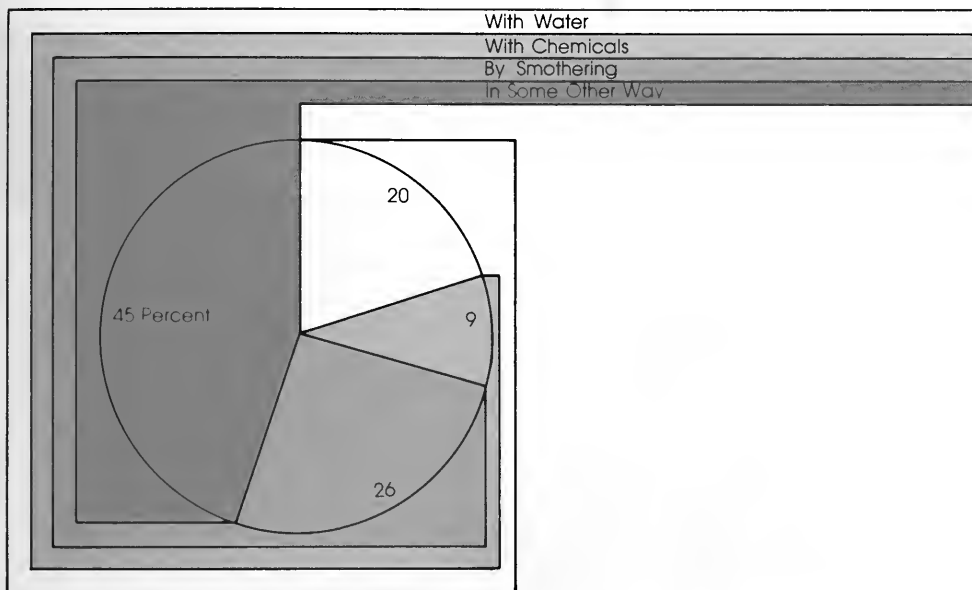 With Water
With Chemicals
By Smothering
In Some Other Way
20
45 Percent
9
26